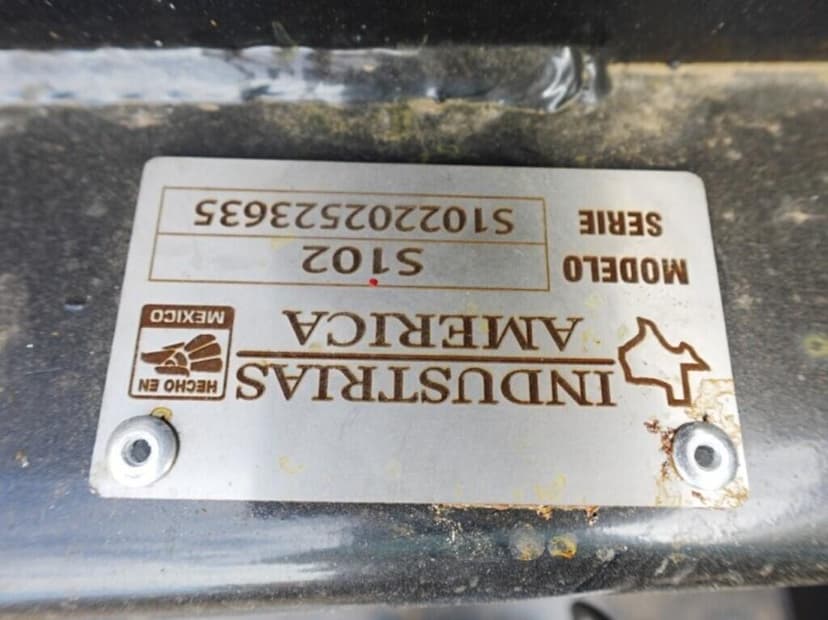 INDUSTRIAS
AMERICA
HECHO EN
MEXICO
MODELO S102
SERIE S102202523635